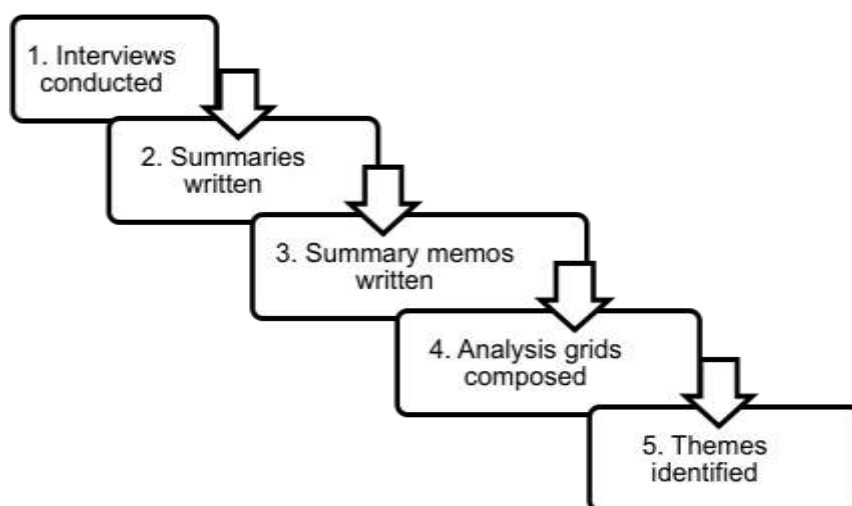 1. Interviews
conducted
2. Summaries
written
3. Summary memos
written
4. Analysis grids
composed
5. Themes
identified